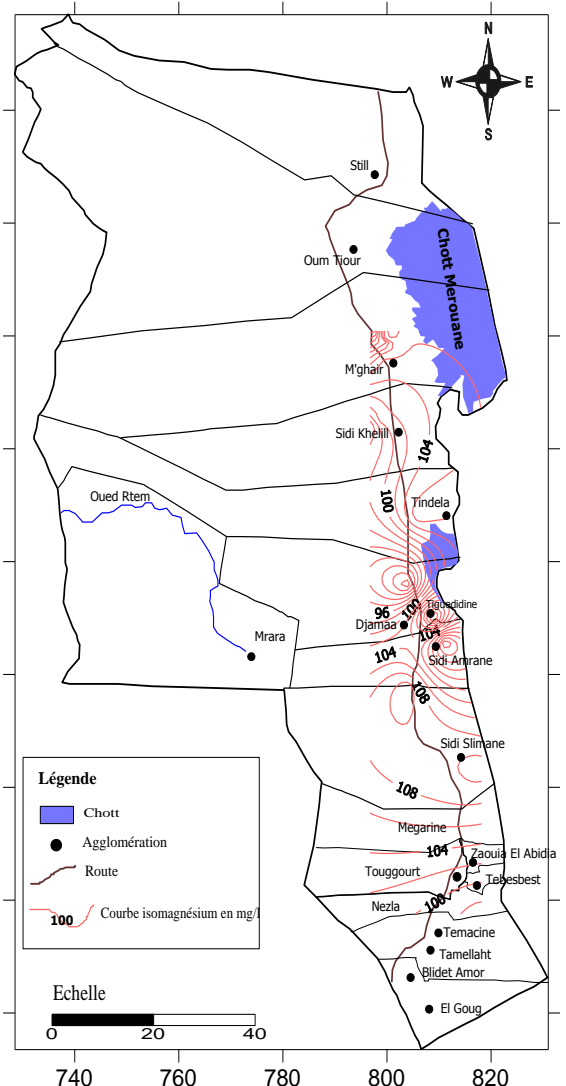 N
W
E
S
Still
Chott Merouane
Oum Tiour
M'ghair
Sidi Khelill
104
100
Tindela
Oued Rtem
96
100
Tiguedidine
Djamaa
104
Mrara
104
Sidi Amrane
108
Sidi Slimane
108
Légende
Chott
Agglomération
Route
100
Courbe isomagnésium en mg/l
Megarine
104
Zaouia El Abidia
Touggourt
Tebesbest
Nezla
100
Temacine
Tamellaht
Blidet Amor
El Goug
Echelle
0 20 40
740 760 780 800 820